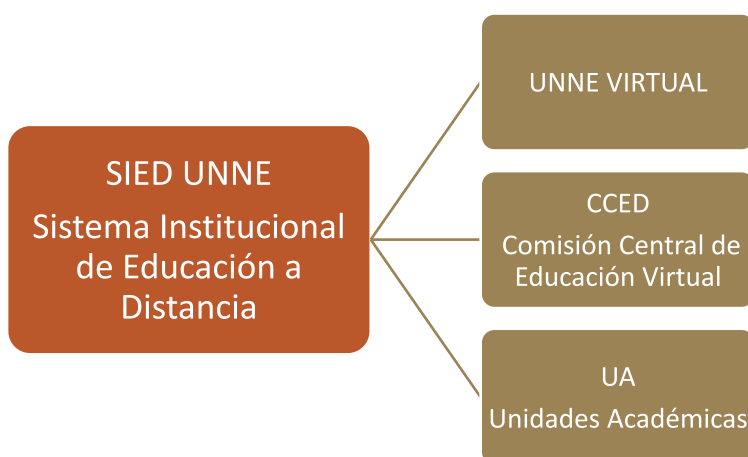 SIED UNNE
Sistema Institucional
de Educación a
Distancia
UNNE VIRTUAL
CCED
Comisión Central de
Educación Virtual
UA
Unidades Académicas